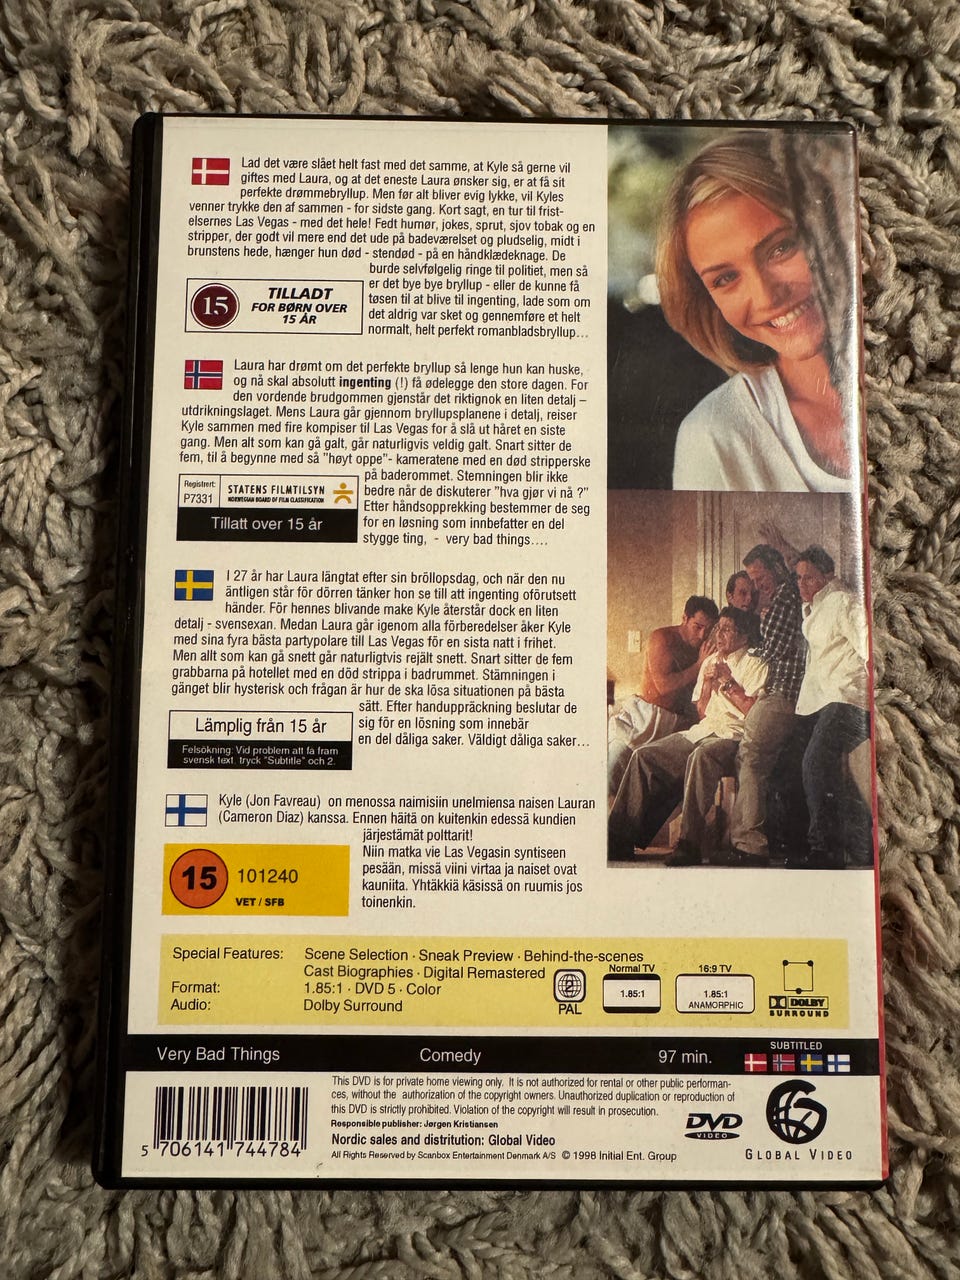 Lad det være slået helt fast med det samme, at Kyle så gerne vil
giftes med Laura, og at det eneste Laura ønsker sig, er at få sit
perfekte drømmebryllup. Men før alt bliver evig lykke, vil Kyles
venner trykke den af sammen - for sidste gang. Kort sagt, en tur til frist-
elsernes Las Vegas - med det hele! Fedt humør, jokes, sprut, sjov tobak og en
stripper, der godt vil mere end det ude på badeværelset og pludselig, midt i
brunstens hede, hænger hun død - stendød - på en håndklædeknage. De
burde selvfølgelig ringe til politiet, men så
er det bye bye bryllup - eller de kunne få
tøsen til at blive til ingenting, lade som om
det aldrig var sket og gennemføre et helt
normalt, helt perfekt romanbladsbryllup...
15
TILLADT
FOR BØRN OVER
15 ÅR
Laura har drømt om det perfekte bryllup så lenge hun kan huske,
og nå skal absolutt ingenting (!) få ødelegge den store dagen. For
den vordende brudgommen gjenstår det riktignok en liten detalj –
utdrikningslaget. Mens Laura går gjennom bryllupsplanene i detalj, reiser
Kyle sammen med fire kompiser til Las Vegas for å slå ut håret en siste
gang. Men alt som kan gå galt, går naturligvis veldig galt. Snart sitter de
fem, til å begynne med så "høyt oppe"- kameratene med en død stripperske
på baderommet. Stemningen blir ikke
bedre når de diskuterer "hva gjør vi nå ?"
Etter håndsopprekking bestemmer de seg
for en løsning som innbefatter en del
stygge ting, - very bad things....
Registrert:
P7331
STATENS FILMTILSYN
NORWEGIAN BOARD OF FILM CLASSIFICATION
Tillatt over 15 år
I 27 år har Laura längtat efter sin bröllopsdag, och när den nu
äntligen står för dörren tänker hon se till att ingenting oförutsett
händer. För hennes blivande make Kyle återstår dock en liten
detalj - svensexan. Medan Laura går igenom alla förberedelser åker Kyle
med sina fyra bästa partypolare till Las Vegas för en sista natt i frihet.
Men allt som kan gå snett går naturligtvis rejält snett. Snart sitter de fem
grabbarna på hotellet med en död strippa i badrummet. Stämningen i
gänget blir hysterisk och frågan är hur de ska lösa situationen på bästa
sätt. Efter handuppräckning beslutar de
sig för en lösning som innebär
en del dåliga saker. Väldigt dåliga saker...
Lämplig från 15 år
Felsökning: Vid problem att få fram
svensk text, tryck "Subtitle" och 2.
Kyle (Jon Favreau) on menossa naimisiin unelmiensa naisen Lauran
(Cameron Diaz) kanssa. Ennen häitä on kuitenkin edessä kundien
järjestämät polttarit!
Niin matka vie Las Vegasin syntiseen
pesään, missä viini virtaa ja naiset ovat
kauniita. Yhtäkkiä käsissä on ruumis jos
toinenkin.
15
101240
VET / SFB
Special Features: Scene Selection · Sneak Preview · Behind-the-scenes
Cast Biographies · Digital Remastered
Format: 1.85:1 · DVD 5 · Color
Audio: Dolby Surround
2
PAL
Normal TV
1.85:1
16:9 TV
1.85:1
ANAMORPHIC
DOLBY
SURROUND
Very Bad Things Comedy 97 min.
SUBTITLED
This DVD is for private home viewing only. It is not authorized for rental or other public performan-
ces, without the authorization of the copyright owners. Unauthorized duplication or reproduction of
this DVD is strictly prohibited. Violation of the copyright will result in prosecution.
Responsible publisher: Jørgen Kristiansen
Nordic sales and distritution: Global Video
All Rights Reserved by Scanbox Entertainment Denmark A/S © 1998 Initial Ent. Group
5 706141 744784
DVD
VIDEO
GLOBAL VIDEO